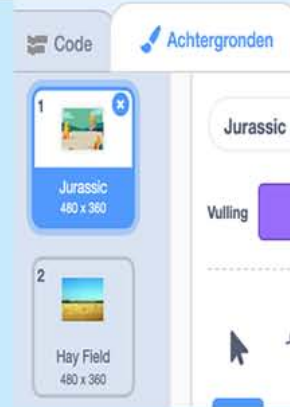 Code
Achtergronden
1
Jurassic
480 x 360
2
Hay Field
480 x 360
Jurassic
Vulling